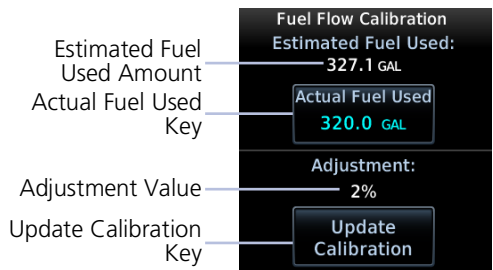 Fuel Flow Calibration
Estimated Fuel Used:
327.1 GAL
Actual Fuel Used
320.0 GAL
Adjustment:
2%
Update
Calibration
Estimated Fuel
Used Amount
Actual Fuel Used
Key
Adjustment Value
Update Calibration
Key